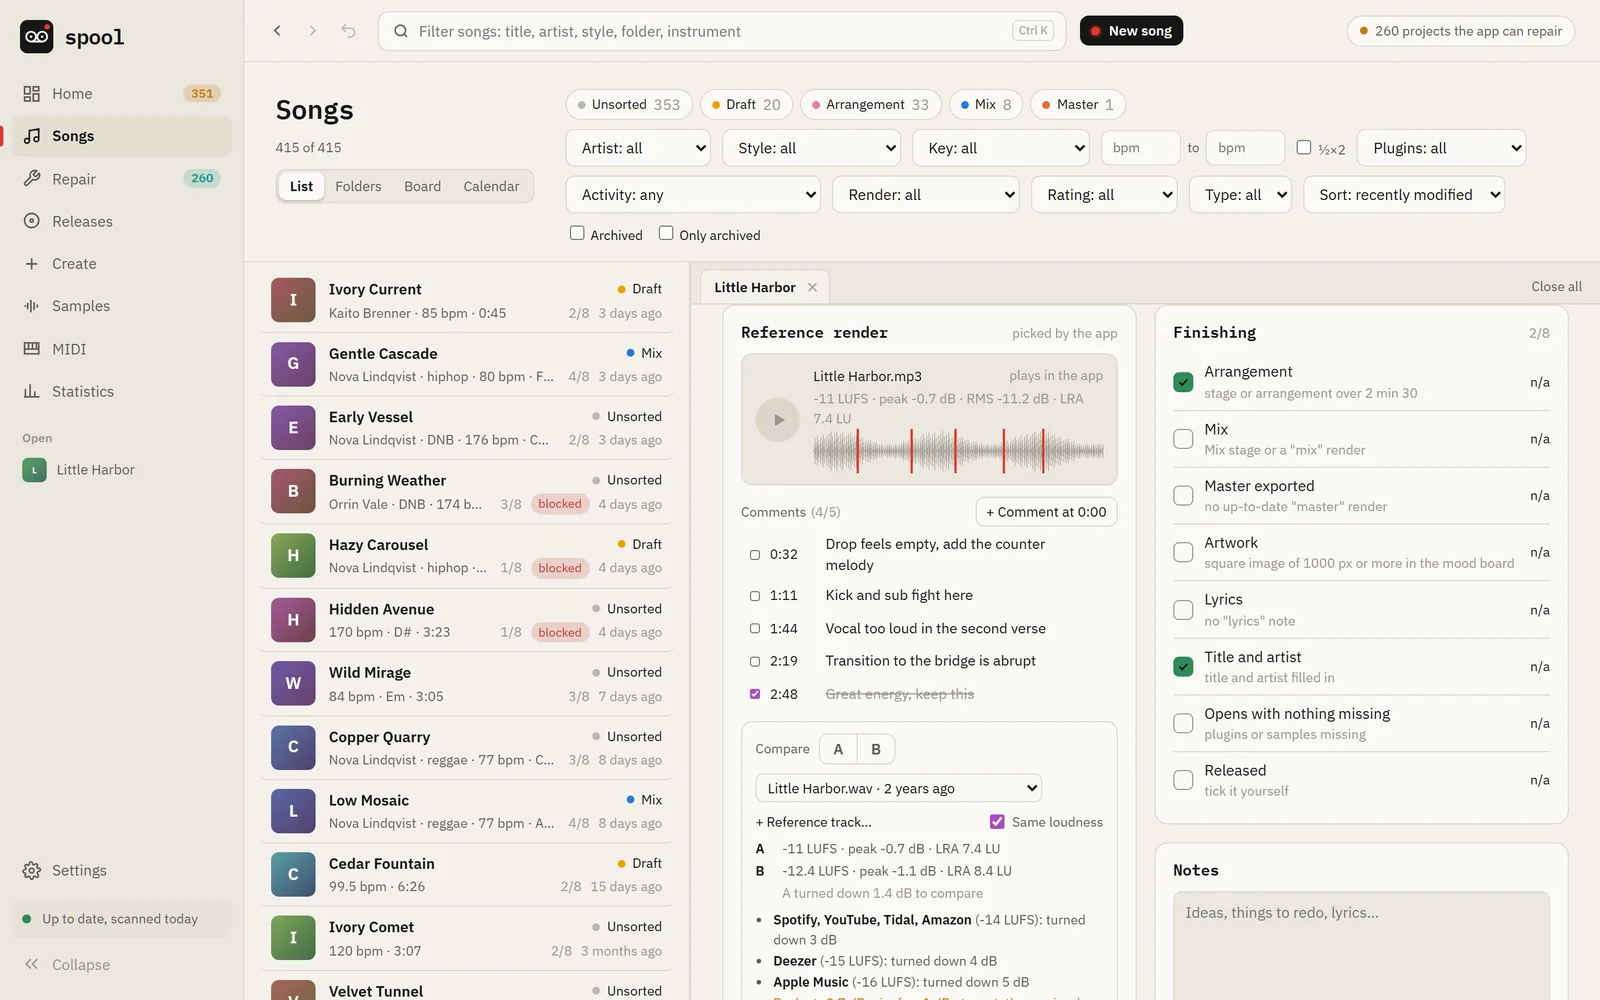 spool
Home 351
Songs
Repair 260
Releases
Create
Samples
MIDI
Statistics
Open
L Little Harbor
Settings
Up to date, scanned today
Collapse
Filter songs: title, artist, style, folder, instrument Ctrl K
New song
260 projects the app can repair
Songs
415 of 415
List Folders Board Calendar
Unsorted 353 Draft 20 Arrangement 33 Mix 8 Master 1
Artist: all Style: all Key: all bpm to bpm ½×2 Plugins: all
Activity: any Render: all Rating: all Type: all Sort: recently modified
Archived Only archived
I Ivory Current Draft
Kaito Brenner · 85 bpm · 0:45 2/8 3 days ago
G Gentle Cascade Mix
Nova Lindqvist · hiphop · 80 bpm · F... 4/8 3 days ago
E Early Vessel Unsorted
Nova Lindqvist · DNB · 176 bpm · C... 2/8 3 days ago
B Burning Weather Unsorted
Orrin Vale · DNB · 174 b... 3/8 blocked 4 days ago
H Hazy Carousel Draft
Nova Lindqvist · hiphop ·... 1/8 blocked 4 days ago
H Hidden Avenue Unsorted
170 bpm · D# · 3:23 1/8 blocked 4 days ago
W Wild Mirage Unsorted
84 bpm · Em · 3:05 3/8 7 days ago
C Copper Quarry Unsorted
Nova Lindqvist · reggae · 77 bpm · C... 3/8 8 days ago
L Low Mosaic Mix
Nova Lindqvist · reggae · 77 bpm · A... 4/8 8 days ago
C Cedar Fountain Draft
99.5 bpm · 6:26 2/8 15 days ago
I Ivory Comet Unsorted
120 bpm · 3:07 2/8 3 months ago
Velvet Tunnel Unsorted
Little Harbor Close all
Reference render picked by the app
Little Harbor.mp3 plays in the app
-11 LUFS · peak -0.7 dB · RMS -11.2 dB · LRA
7.4 LU
Comments (4/5) + Comment at 0:00
0:32 Drop feels empty, add the counter
melody
1:11 Kick and sub fight here
1:44 Vocal too loud in the second verse
2:19 Transition to the bridge is abrupt
2:48 Great energy, keep this
Compare A B
Little Harbor.wav · 2 years ago
+ Reference track... Same loudness
A -11 LUFS · peak -0.7 dB · LRA 7.4 LU
B -12.4 LUFS · peak -1.1 dB · LRA 8.4 LU
A turned down 1.4 dB to compare
Spotify, YouTube, Tidal, Amazon (-14 LUFS): turned
down 3 dB
Deezer (-15 LUFS): turned down 4 dB
Apple Music (-16 LUFS): turned down 5 dB
Finishing 2/8
Arrangement n/a
stage or arrangement over 2 min 30
Mix n/a
Mix stage or a "mix" render
Master exported n/a
no up-to-date "master" render
Artwork n/a
square image of 1000 px or more in the mood board
Lyrics n/a
no "lyrics" note
Title and artist n/a
title and artist filled in
Opens with nothing missing n/a
plugins or samples missing
Released n/a
tick it yourself
Notes
Ideas, things to redo, lyrics...